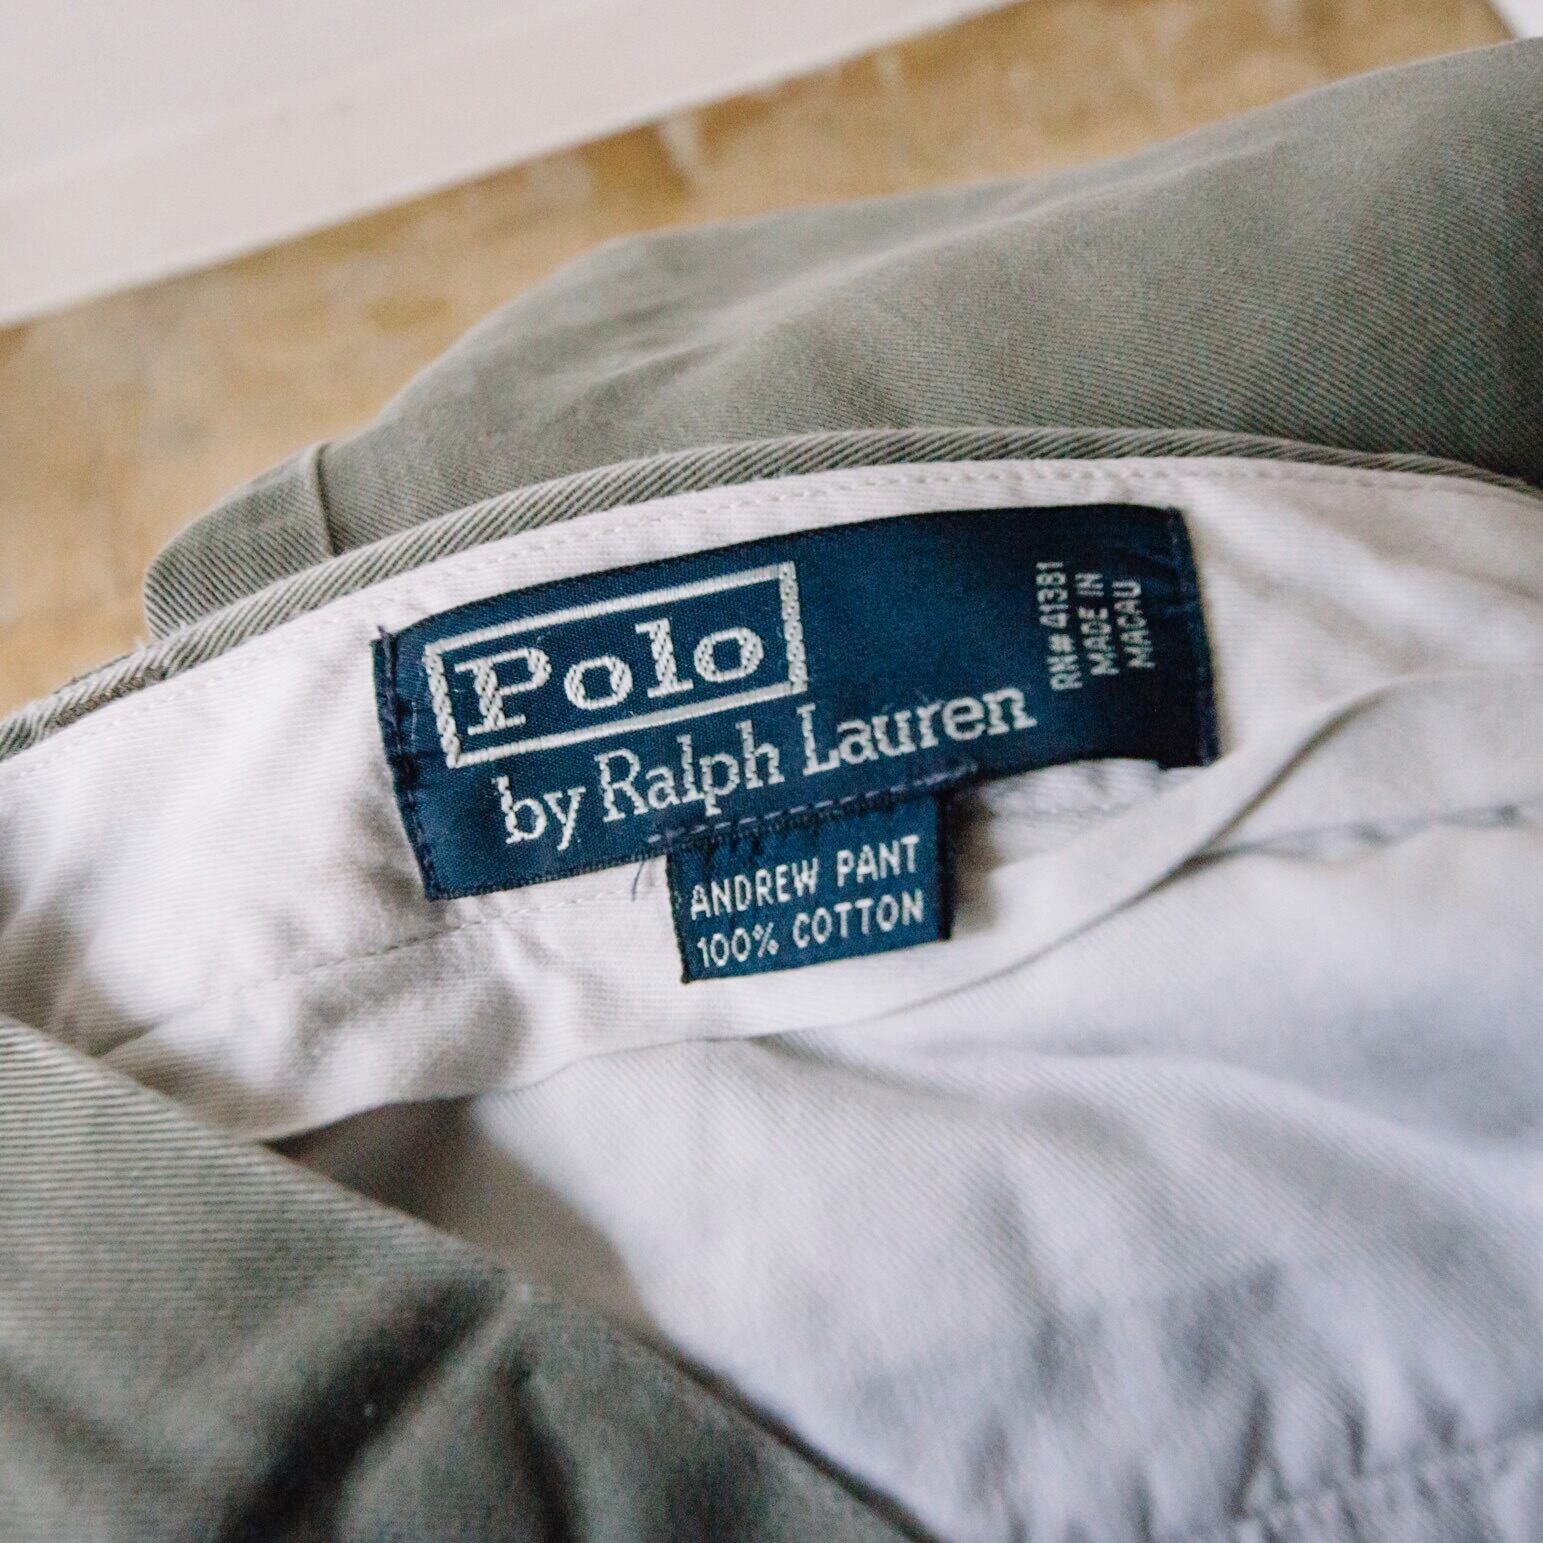 Polo
by Ralph Lauren
RN# 41381
MADE IN
MACAU
ANDREW PANT
100% COTTON